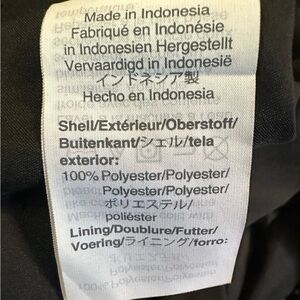 Made in Indonesia
Fabriqué en Indonésie
in Indonesien Hergestellt
Vervaardigd in Indonesië
インドネシア製
Hecho en Indonesia
Shell/Extérieur/Oberstoff/
Buitenkant/シェル/tela
exterior:
100% Polyester/Polyester/
Polyester/Polyester/
ポリエステル/
poliéster
Lining/Doublure/Futter/
Voering/ライニング/forro: